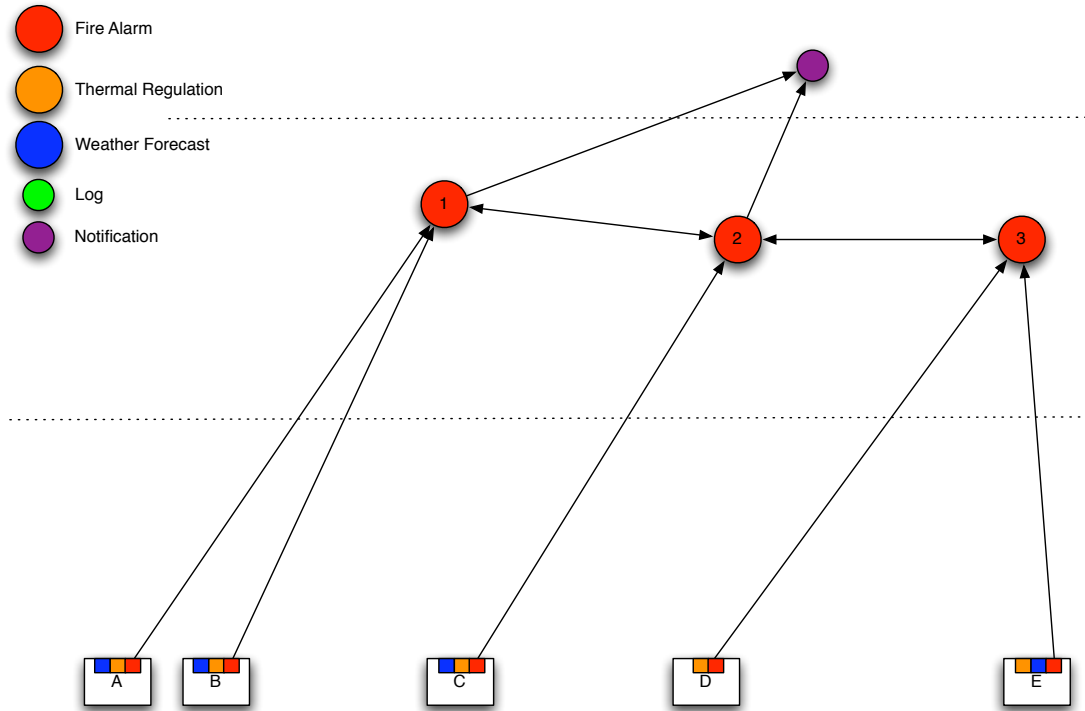 Fire Alarm
Thermal Regulation
Weather Forecast
Log
Notification
1
2
3
A
B
C
D
E